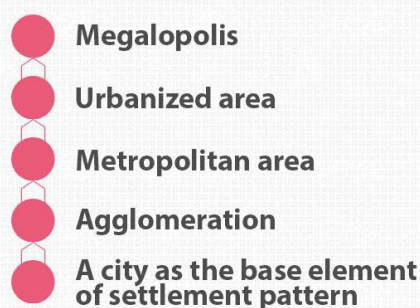 Megalopolis
Urbanized area
Metropolitan area
Agglomeration
A city as the base element
of settlement pattern